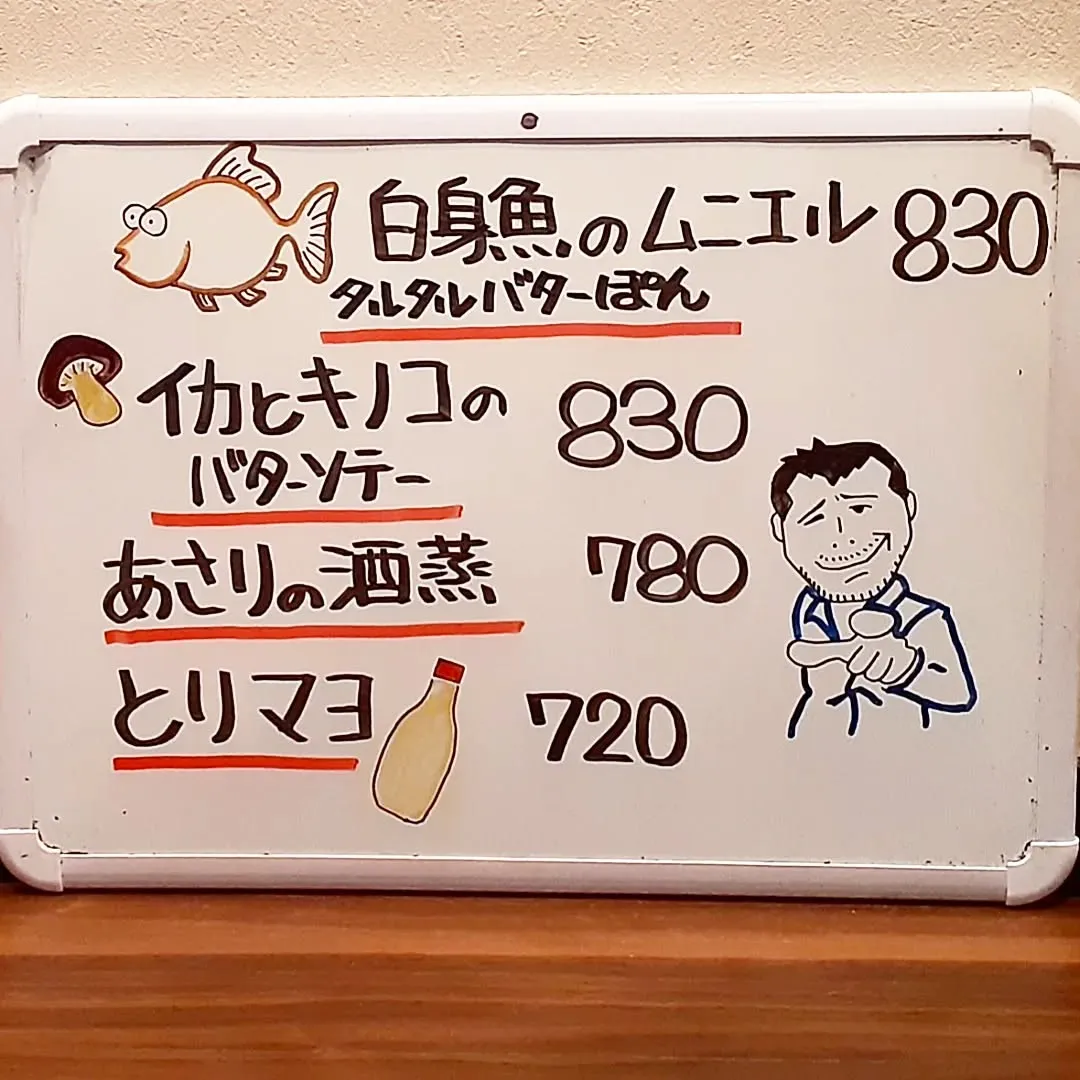 白身魚のムニエル 830
タルタルバターぽん
イカとキノコの 830
バターソテー
あさりの酒蒸 780
とりマヨ 720